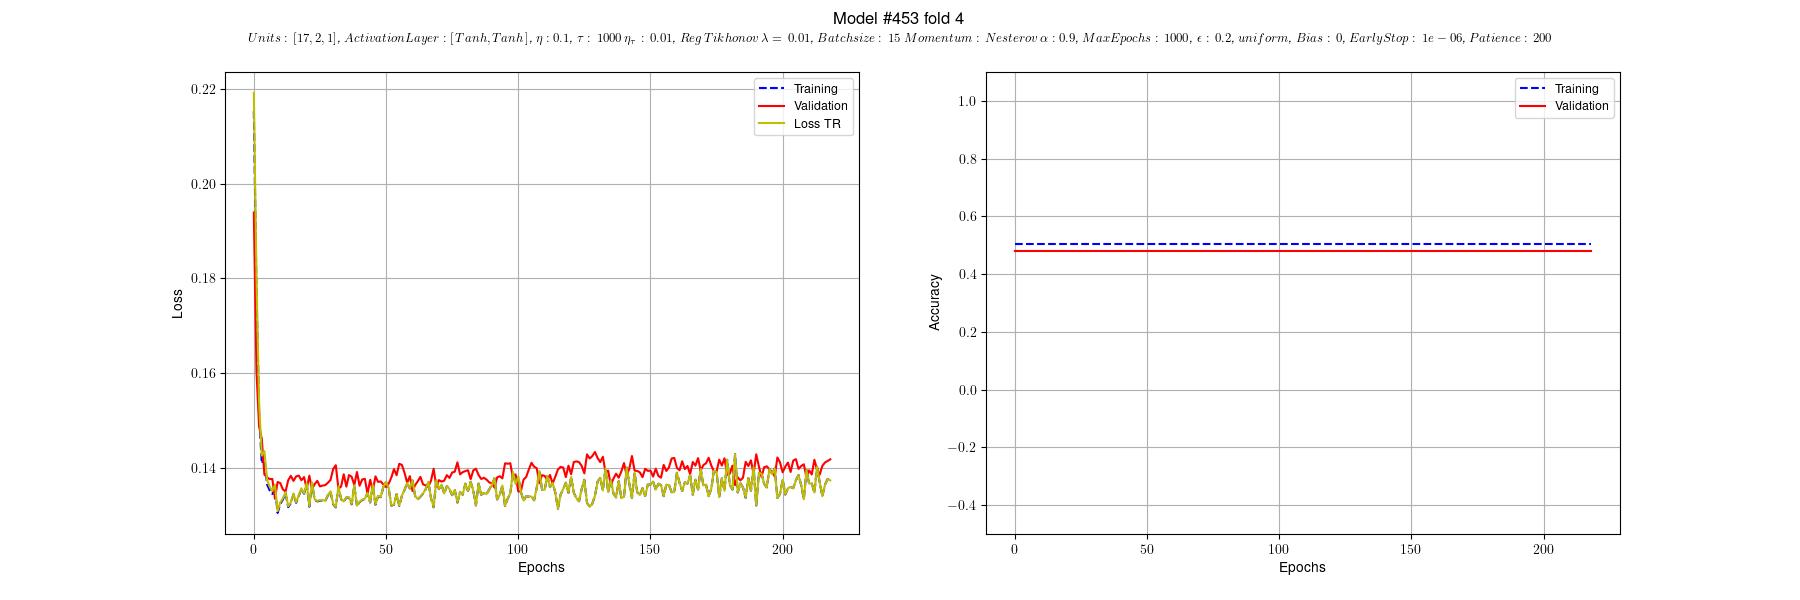 Model #453 fold 4
Units : [17, 2, 1], ActivationLayer : [Tanh, Tanh], η : 0.1, τ : 1000 ητ : 0.01, Reg Tikhonov λ = 0.01, Batchsize : 15 Momentum : Nesterov α : 0.9, MaxEpochs : 1000, ϵ : 0.2, uniform, Bias : 0, EarlyStop : 1e − 06, Patience : 200
0.22
0.20
0.18
0.16
0.14
Loss
0
50
100
150
200
Epochs
Training
Validation
Loss TR
1.0
0.8
0.6
0.4
0.2
0.0
−0.2
−0.4
Accuracy
0
50
100
150
200
Epochs
Training
Validation